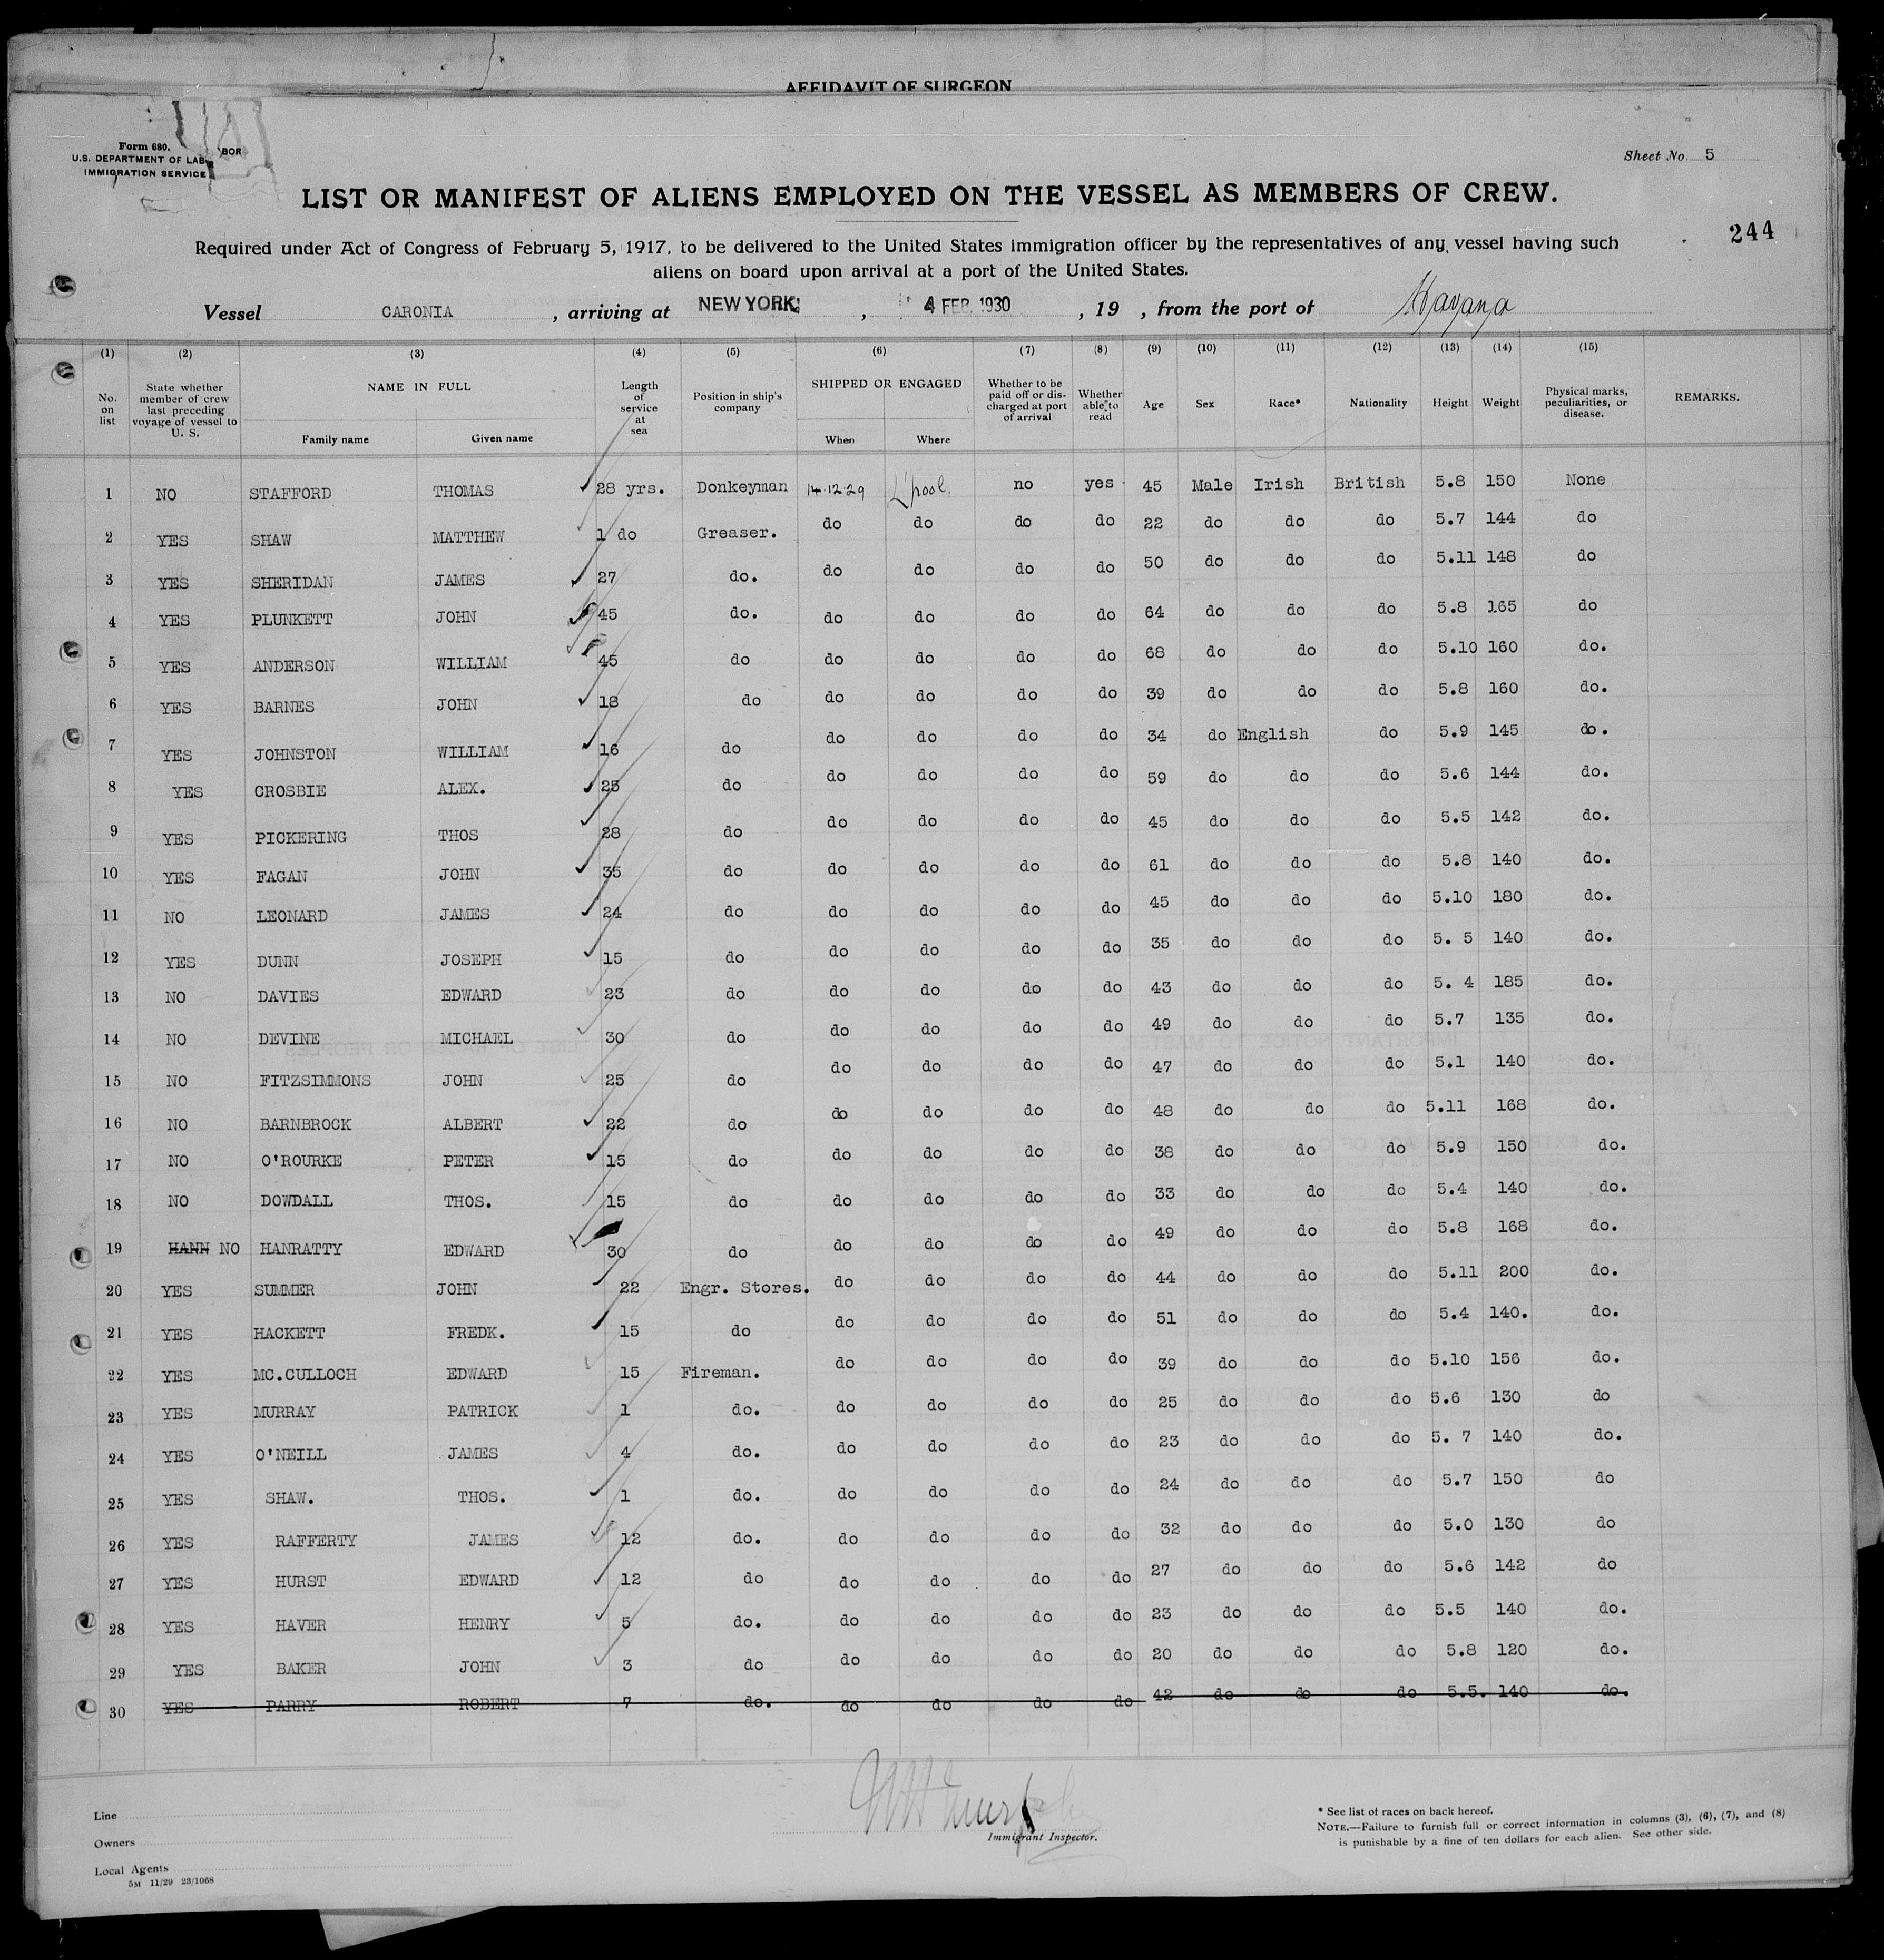 AFFIDAVIT OF SURGEON
Form 680.
U.S. DEPARTMENT OF LABOR
IMMIGRATION SERVICE
Sheet No. 5
LIST OR MANIFEST OF ALIENS EMPLOYED ON THE VESSEL AS MEMBERS OF CREW.
244
Required under Act of Congress of February 5, 1917, to be delivered to the United States immigration officer by the representatives of any vessel having such
aliens on board upon arrival at a port of the United States.
Vessel CARONIA, arriving at NEW YORK, 4 FEB 1930, 19 , from the port of Havana
(1) (2) (3) (4) (5) (6) (7) (8) (9) (10) (11) (12) (13) (14) (15)
No. on list | State whether member of crew last preceding voyage of vessel to U. S. | NAME IN FULL | Family name | Given name | Length of service at sea | Position in ship's company | SHIPPED OR ENGAGED | When | Where | Whether to be paid off or discharged at port of arrival | Whether able to read | Age | Sex | Race* | Nationality | Height | Weight | Physical marks, peculiarities, or disease. | REMARKS.
1 NO STAFFORD THOMAS 28 yrs. Donkeyman 14.12.29 L'pool. no yes 45 Male Irish British 5.8 150 None
2 YES SHAW MATTHEW 1 do Greaser. do do do do 22 do do do 5.7 144 do
3 YES SHERIDAN JAMES 27 do. do do do do 50 do do do 5.11 148 do
4 YES PLUNKETT JOHN 45 do. do do do do 64 do do do 5.8 165 do
5 YES ANDERSON WILLIAM 45 do do do do do 68 do do do 5.10 160 do.
6 YES BARNES JOHN 18 do do do do do 39 do do do 5.8 160 do.
7 YES JOHNSTON WILLIAM 16 do do do do do 34 do English do 5.9 145 do.
8 YES CROSBIE ALEX. 25 do do do do do 59 do do do 5.6 144 do.
9 YES PICKERING THOS 28 do do do do do 45 do do do 5.5 142 do.
10 YES FAGAN JOHN 35 do do do do do 61 do do do 5.8 140 do.
11 NO LEONARD JAMES 24 do do do do do 45 do do do 5.10 180 do.
12 YES DUNN JOSEPH 15 do do do do do 35 do do do 5. 5 140 do.
13 NO DAVIES EDWARD 23 do do do do do 43 do do do 5. 4 185 do.
14 NO DEVINE MICHAEL 30 do do do do do 49 do do do 5.7 135 do.
15 NO FITZSIMMONS JOHN 25 do do do do do 47 do do do 5.1 140 do.
16 NO BARNBROCK ALBERT 22 do do do do do 48 do do do 5.11 168 do.
17 NO O'ROURKE PETER 15 do do do do do 38 do do do 5.9 150 do.
18 NO DOWDALL THOS. 15 do do do do do 33 do do do 5.4 140 do.
19 HANN NO HANRATTY EDWARD 30 do do do do do 49 do do do 5.8 168 do.
20 YES SUMMER JOHN 22 Engr. Stores. do do do do 44 do do do 5.11 200 do.
21 YES HACKETT FREDK. 15 do do do do do 51 do do do 5.4 140. do.
22 YES MC.CULLOCH EDWARD 15 Fireman. do do do do 39 do do do 5.10 156 do.
23 YES MURRAY PATRICK 1 do. do do do do 25 do do do 5.6 130 do
24 YES O'NEILL JAMES 4 do. do do do do 23 do do do 5. 7 140 do.
25 YES SHAW. THOS. 1 do. do do do do 24 do do do 5.7 150 do
26 YES RAFFERTY JAMES 12 do. do do do do 32 do do do 5.0 130 do
27 YES HURST EDWARD 12 do do do do do 27 do do do 5.6 142 do
28 YES HAVER HENRY 5 do. do do do do 23 do do do 5.5 140 do.
29 YES BAKER JOHN 3 do do do do do 20 do do do 5.8 120 do.
30 YES PARRY ROBERT 7 do. do do do do 42 do do do 5.5. 140 do.
Line
Owners
Local Agents
5M 11/29 23/1068
Immigrant Inspector.
* See list of races on back hereof.
NOTE.—Failure to furnish full or correct information in columns (3), (6), (7), and (8)
is punishable by a fine of ten dollars for each alien. See other side.